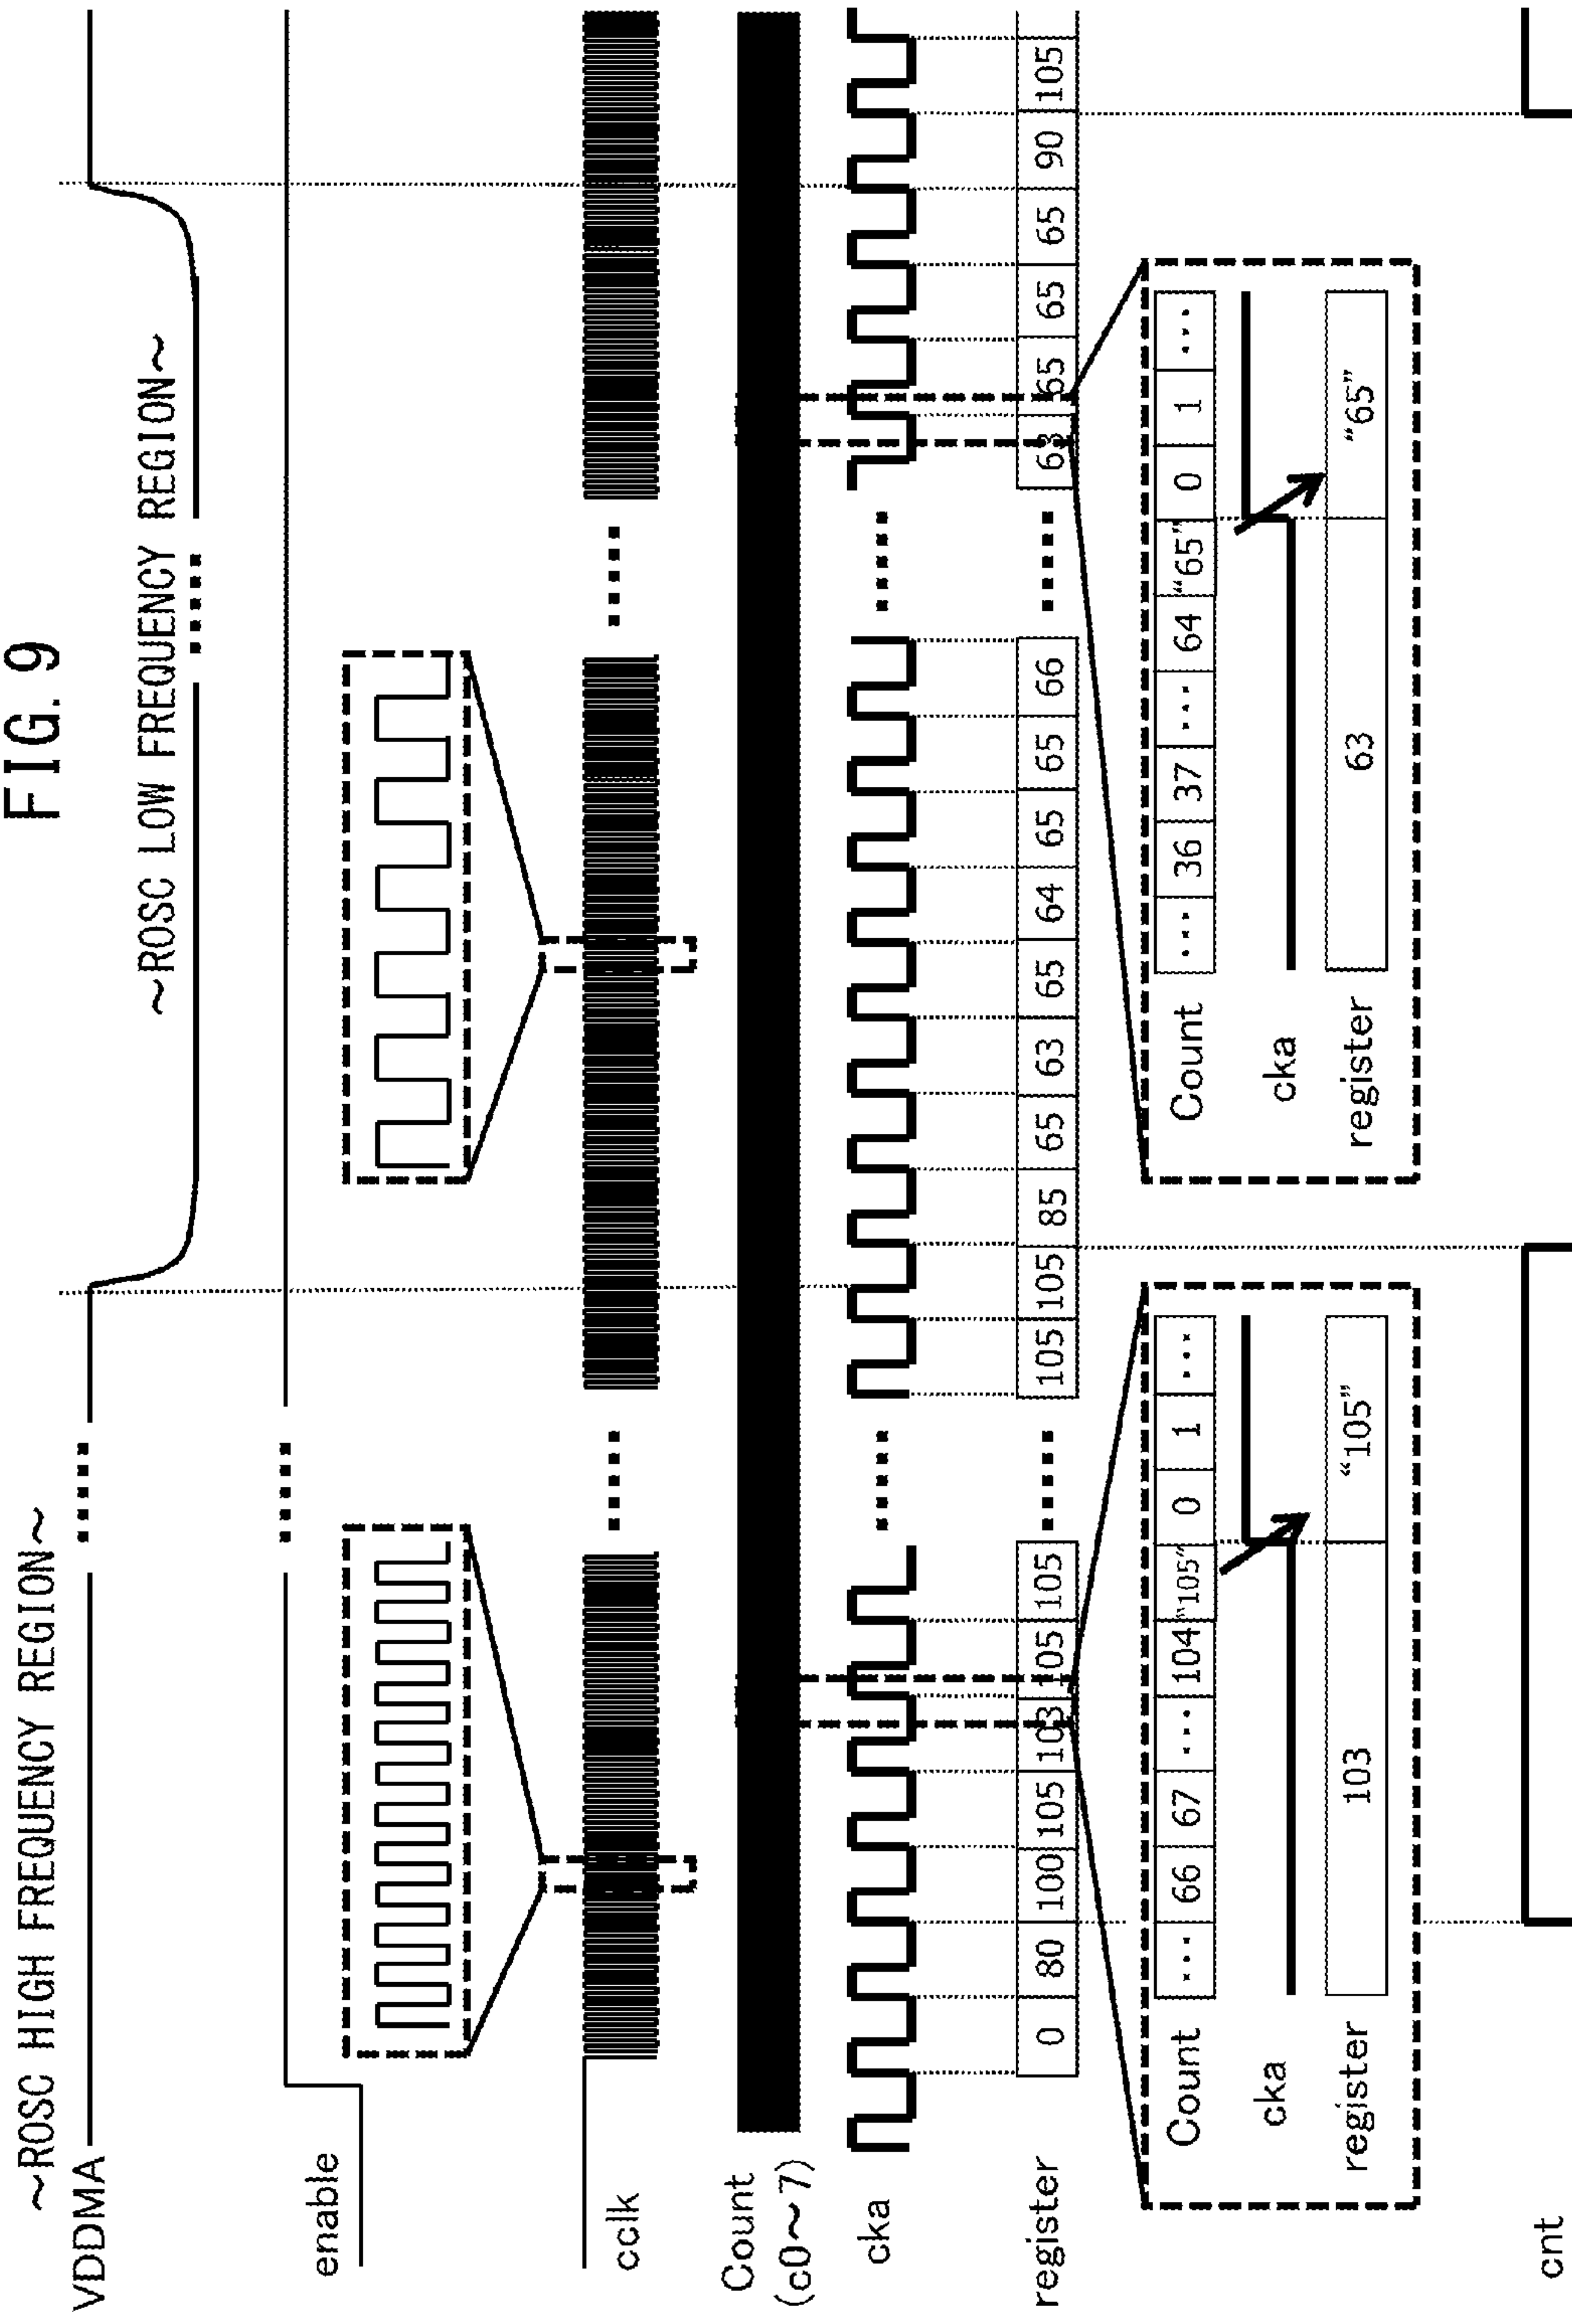 FIG. 9
~ROSC HIGH FREQUENCY REGION~
~ROSC LOW FREQUENCY REGION~
VDDMA
enable
cclk
Count
(c0~7)
cka
register
0 80 100 105 103 105 105 105 105 85 65 63 65 64 65 65 66 63 65 65 65 90 105
Count ... 66 67 ... 104 "105" 0 1 ...
cka
register 103 "105"
Count ... 36 37 ... 64 "65" 0 1 ...
cka
register 63 "65"
cnt